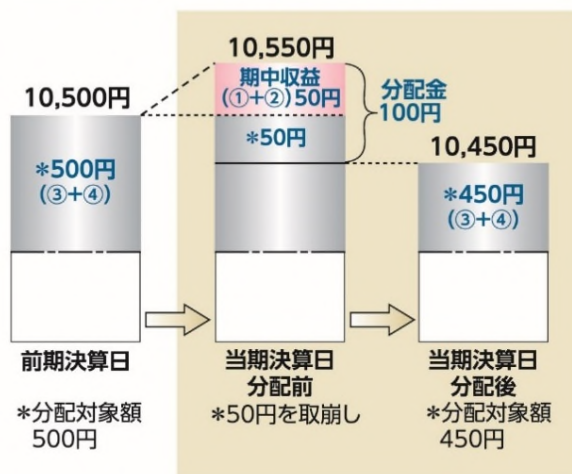 10,500円
*500円
(③+④)
前期決算日
*分配対象額
500円
10,550円
期中収益
(①+②)50円
*50円
分配金
100円
当期決算日
分配前
*50円を取崩し
10,450円
*450円
(③+④)
当期決算日
分配後
*分配対象額
450円